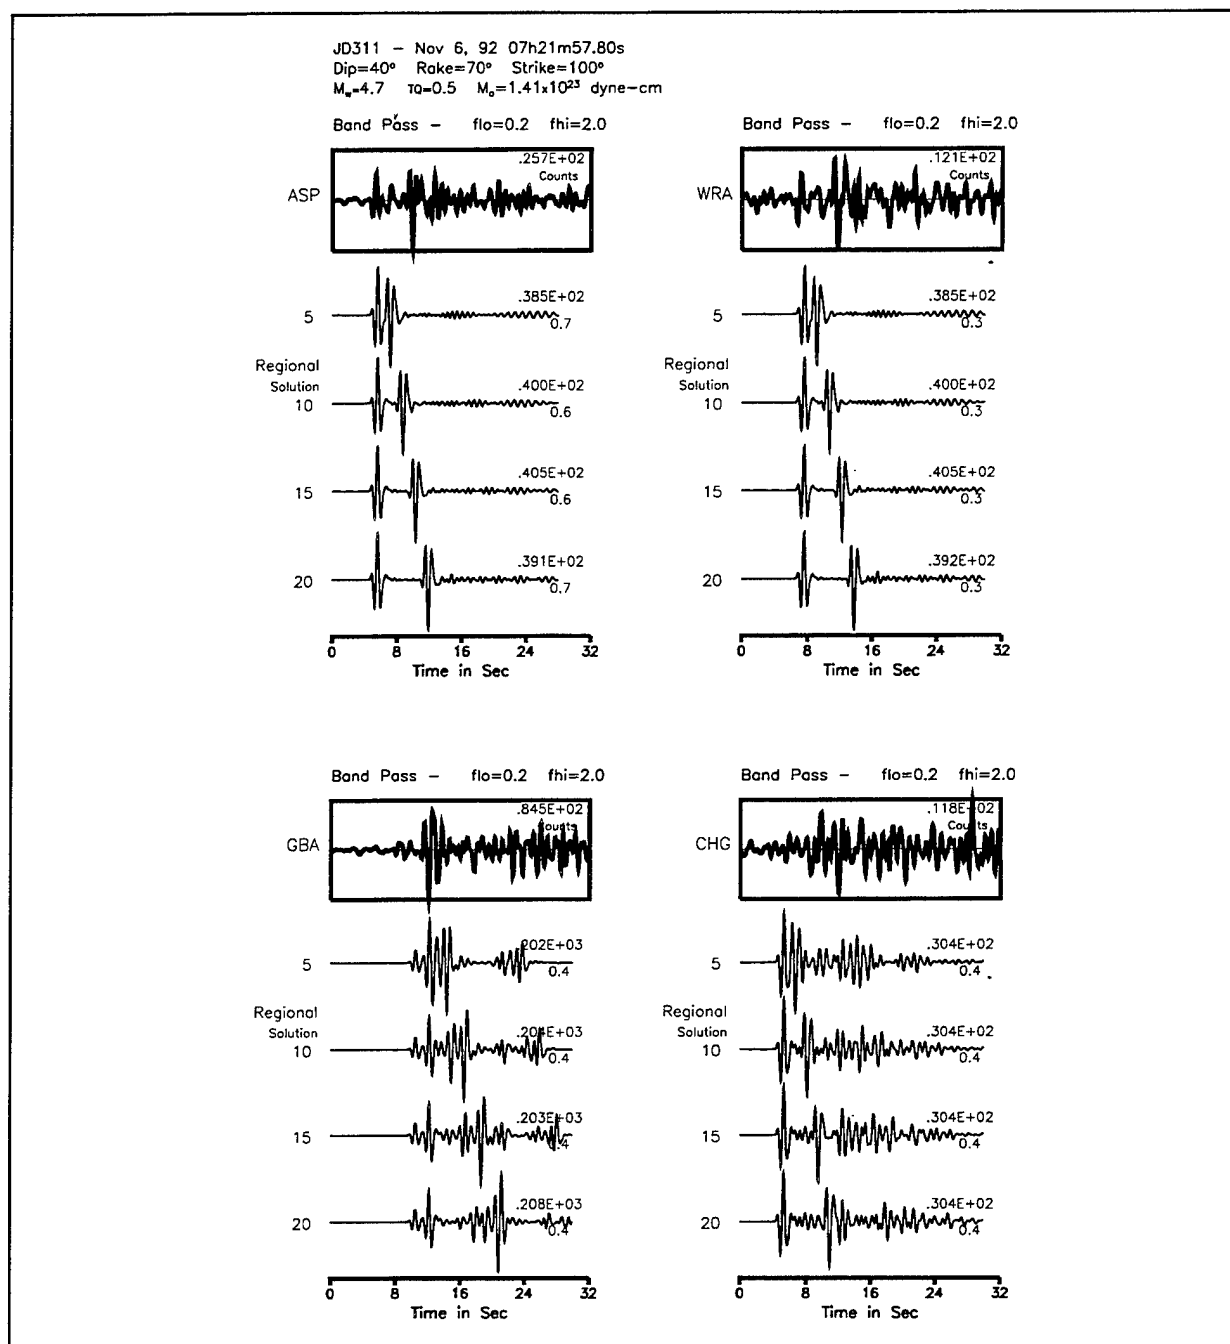 JD311 - Nov 6, 92 07h21m57.80s
Dip=40° Rake=70° Strike=100°
Mw=4.7 TQ=0.5 Mo=1.41x10²³ dyne-cm
Band Pass - flo=0.2 fhi=2.0
.257E+02
Counts
ASP
.385E+02
5
0.7
Regional
Solution
.400E+02
10
0.6
.405E+02
15
0.6
.391E+02
20
0.7
0 8 16 24 32
Time in Sec
Band Pass - flo=0.2 fhi=2.0
.121E+02
Counts
WRA
.385E+02
5
0.3
Regional
Solution
.400E+02
10
0.3
.405E+02
15
0.3
.392E+02
20
0.3
0 8 16 24 32
Time in Sec
Band Pass - flo=0.2 fhi=2.0
.845E+02
Counts
GBA
.202E+03
5
0.4
Regional
Solution
.204E+03
10
0.4
.203E+03
15
0.4
.208E+03
20
0.4
0 8 16 24 32
Time in Sec
Band Pass - flo=0.2 fhi=2.0
.118E+02
Counts
CHG
.304E+02
5
0.4
Regional
Solution
.304E+02
10
0.4
.304E+02
15
0.4
.304E+02
20
0.4
0 8 16 24 32
Time in Sec